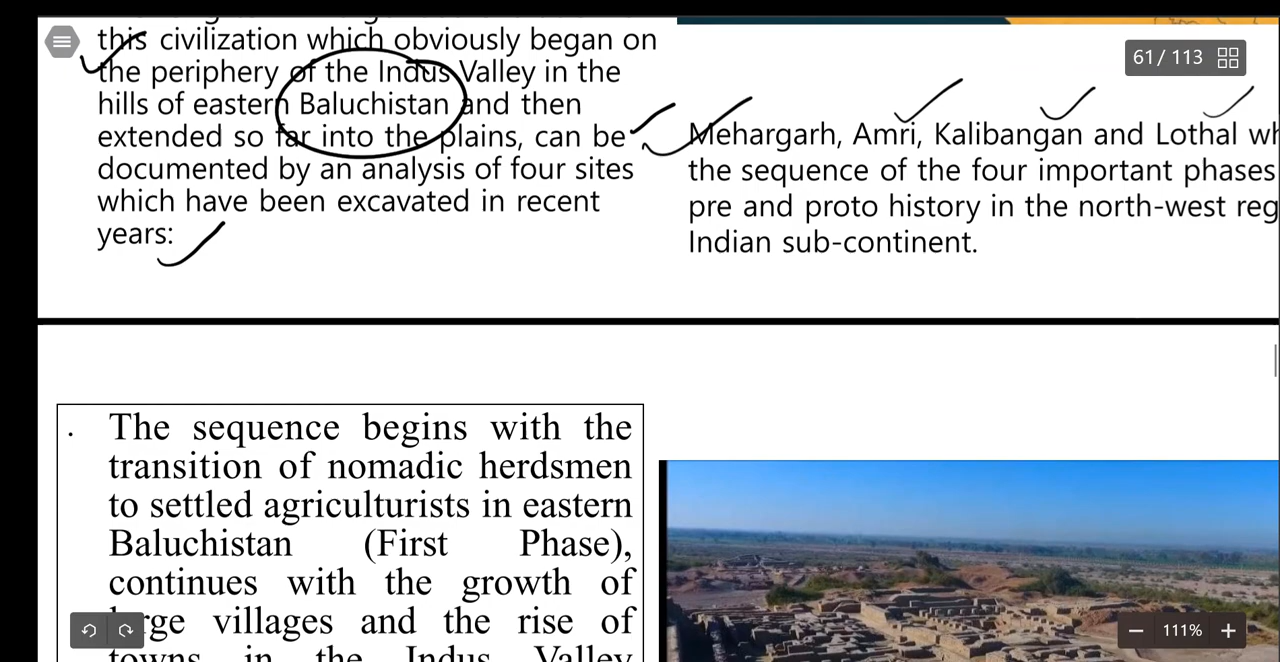 this civilization which obviously began on
the periphery of the Indus Valley in the
hills of eastern Baluchistan and then
extended so far into the plains, can be
documented by an analysis of four sites
which have been excavated in recent
years:
61/ 113
Mehargarh, Amri, Kalibangan and Lothal
the sequence of the four important phases
pre and proto history in the north-west
Indian sub-continent.
. The sequence begins with the
transition of nomadic herdsmen
to settled agriculturists in eastern
Baluchistan (First Phase),
continues with the growth of
villages and the rise of
towns in the Indus Valley
111%